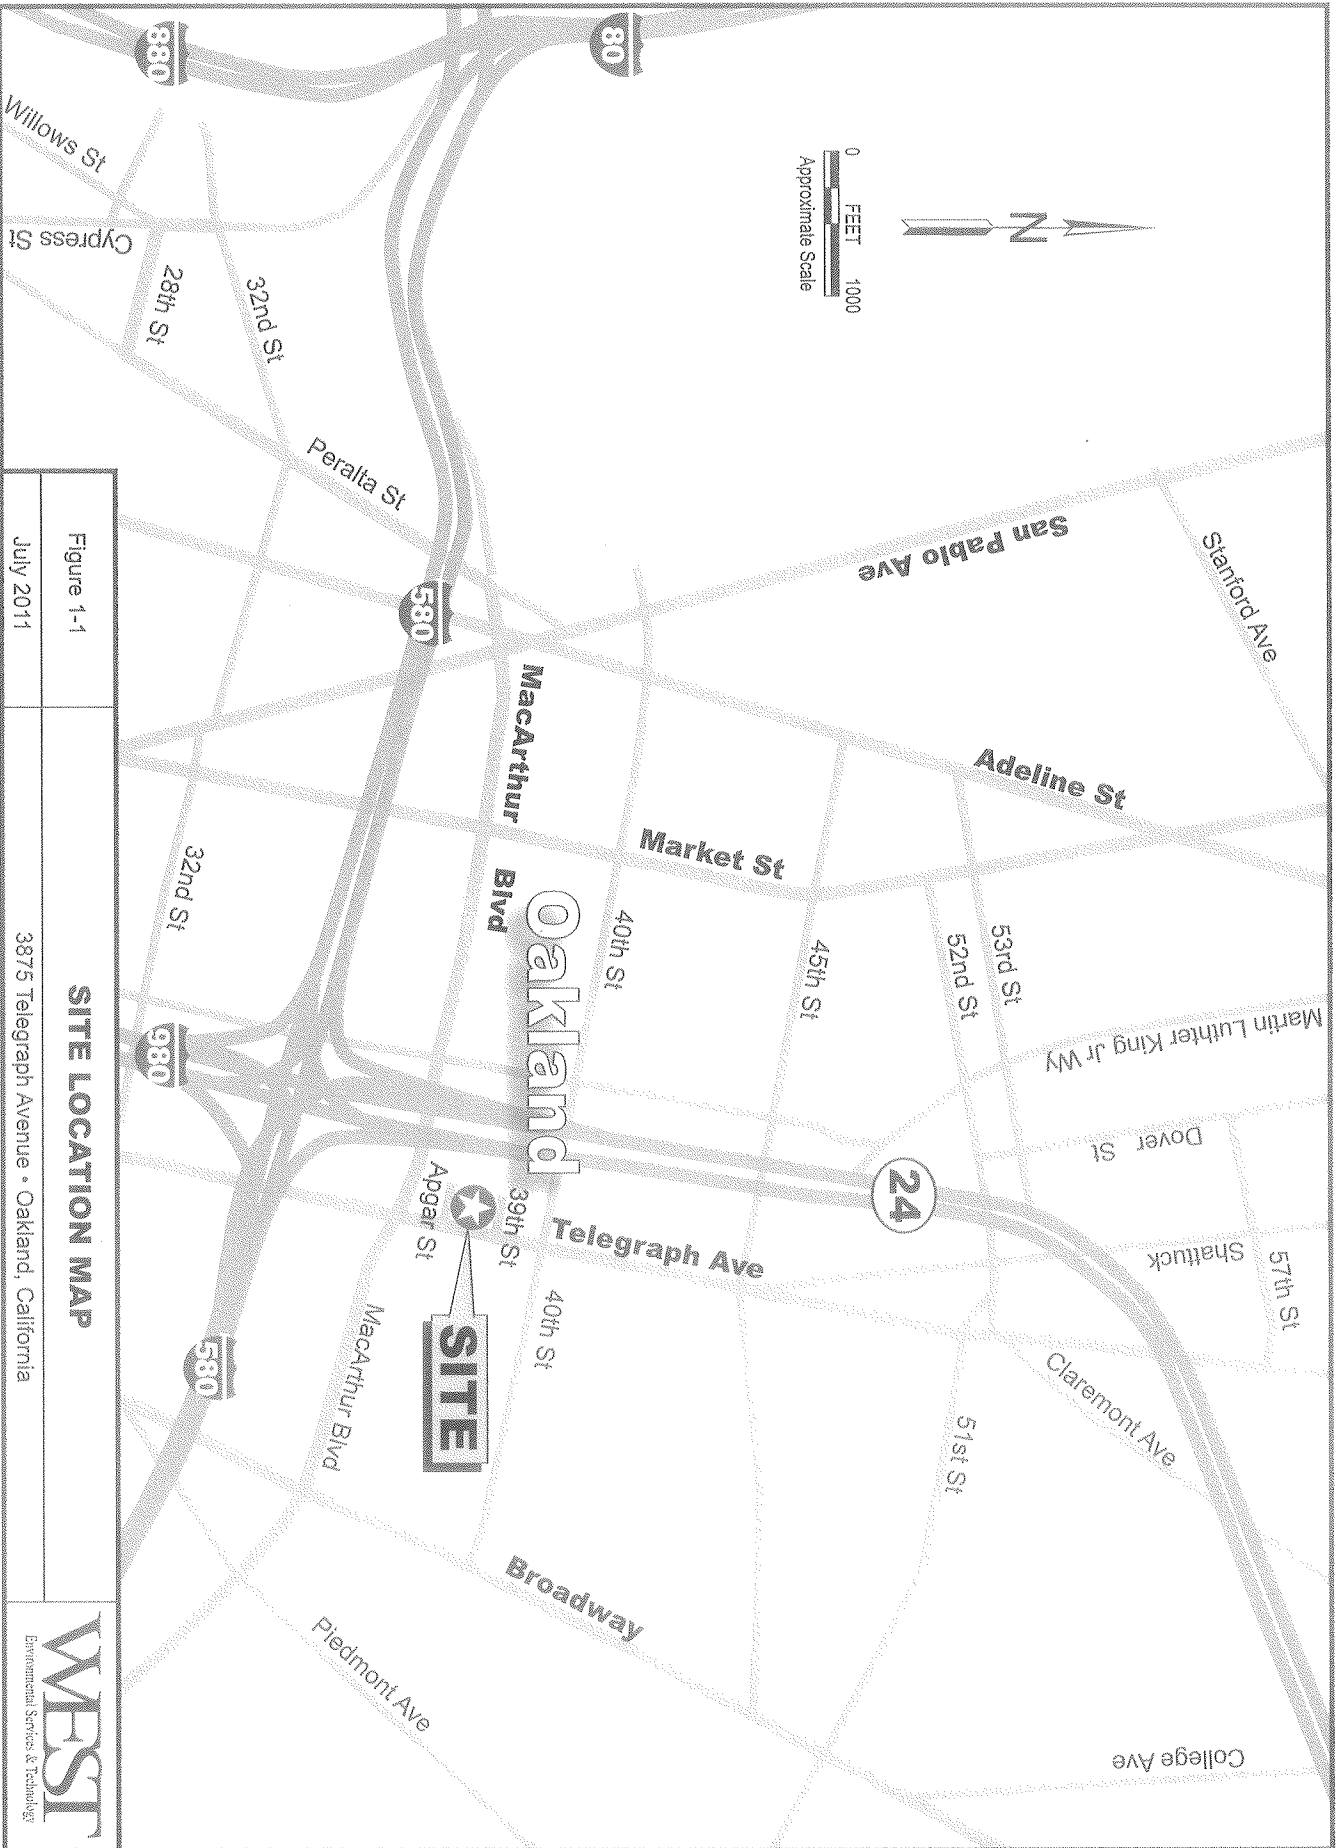 80
880
Willows St
Cypress St
28th St
32nd St
Peralta St
0 FEET 1000
Approximate Scale
N
San Pablo Ave
Stanford Ave
580
MacArthur
Blvd
Adeline St
Market St
32nd St
Oakland
40th St
45th St
52nd St
53rd St
Martin Luthter King Jr Wy
980
Dover St
24
Shattuck
57th St
Apgar St
39th St
Telegraph Ave
SITE
40th St
MacArthur Blvd
580
51st St
Claremont Ave
Broadway
Piedmont Ave
College Ave
Figure 1-1
July 2011
SITE LOCATION MAP
3875 Telegraph Avenue • Oakland, California
WEST
Environmental Services & Technology